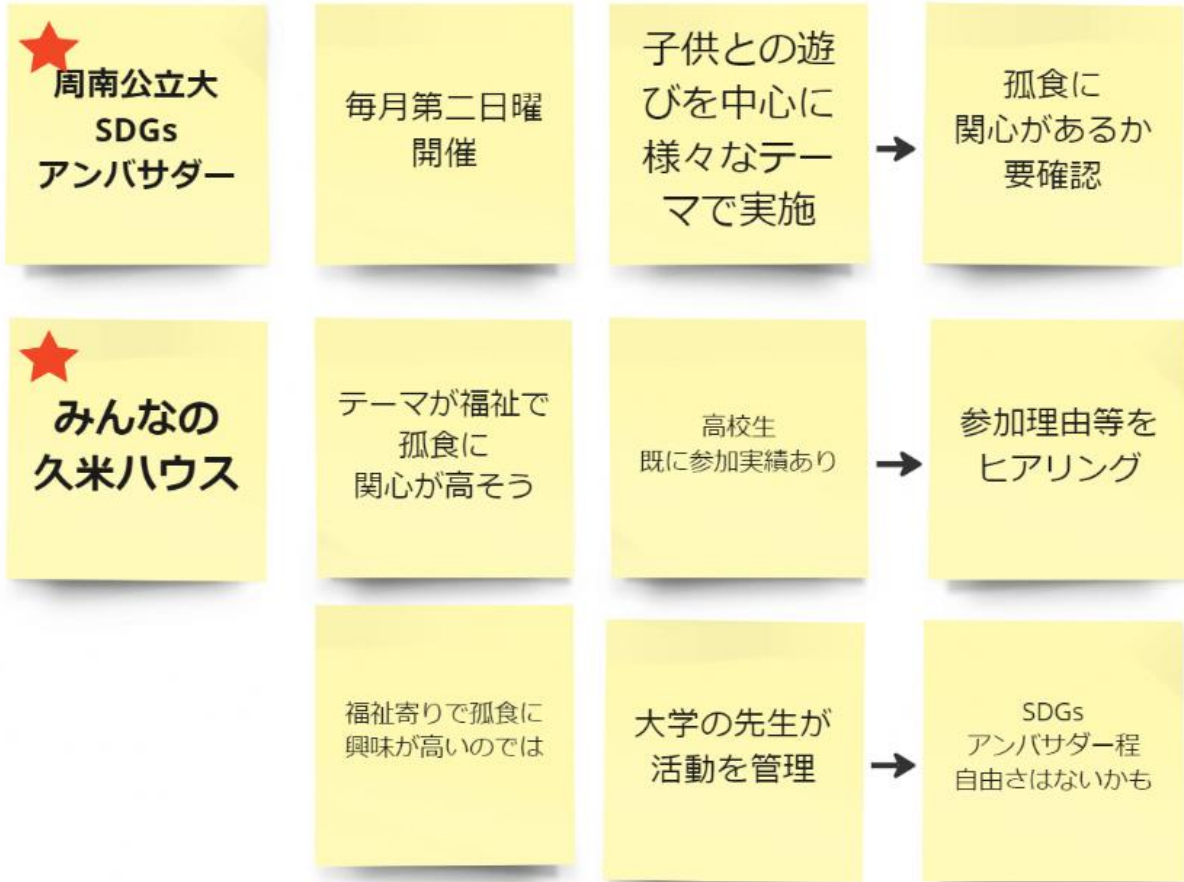 周南公立大
SDGs
アンバサダー
毎月第二日曜
開催
子供との遊
びを中心に
様々なテー
マで実施
孤食に
関心があるか
要確認
みんなの
久米ハウス
テーマが福祉で
孤食に
関心が高そう
高校生
既に参加実績あり
参加理由等を
ヒアリング
福祉寄りで孤食に
興味が高いのでは
大学の先生が
活動を管理
SDGs
アンバサダー程
自由さはないかも